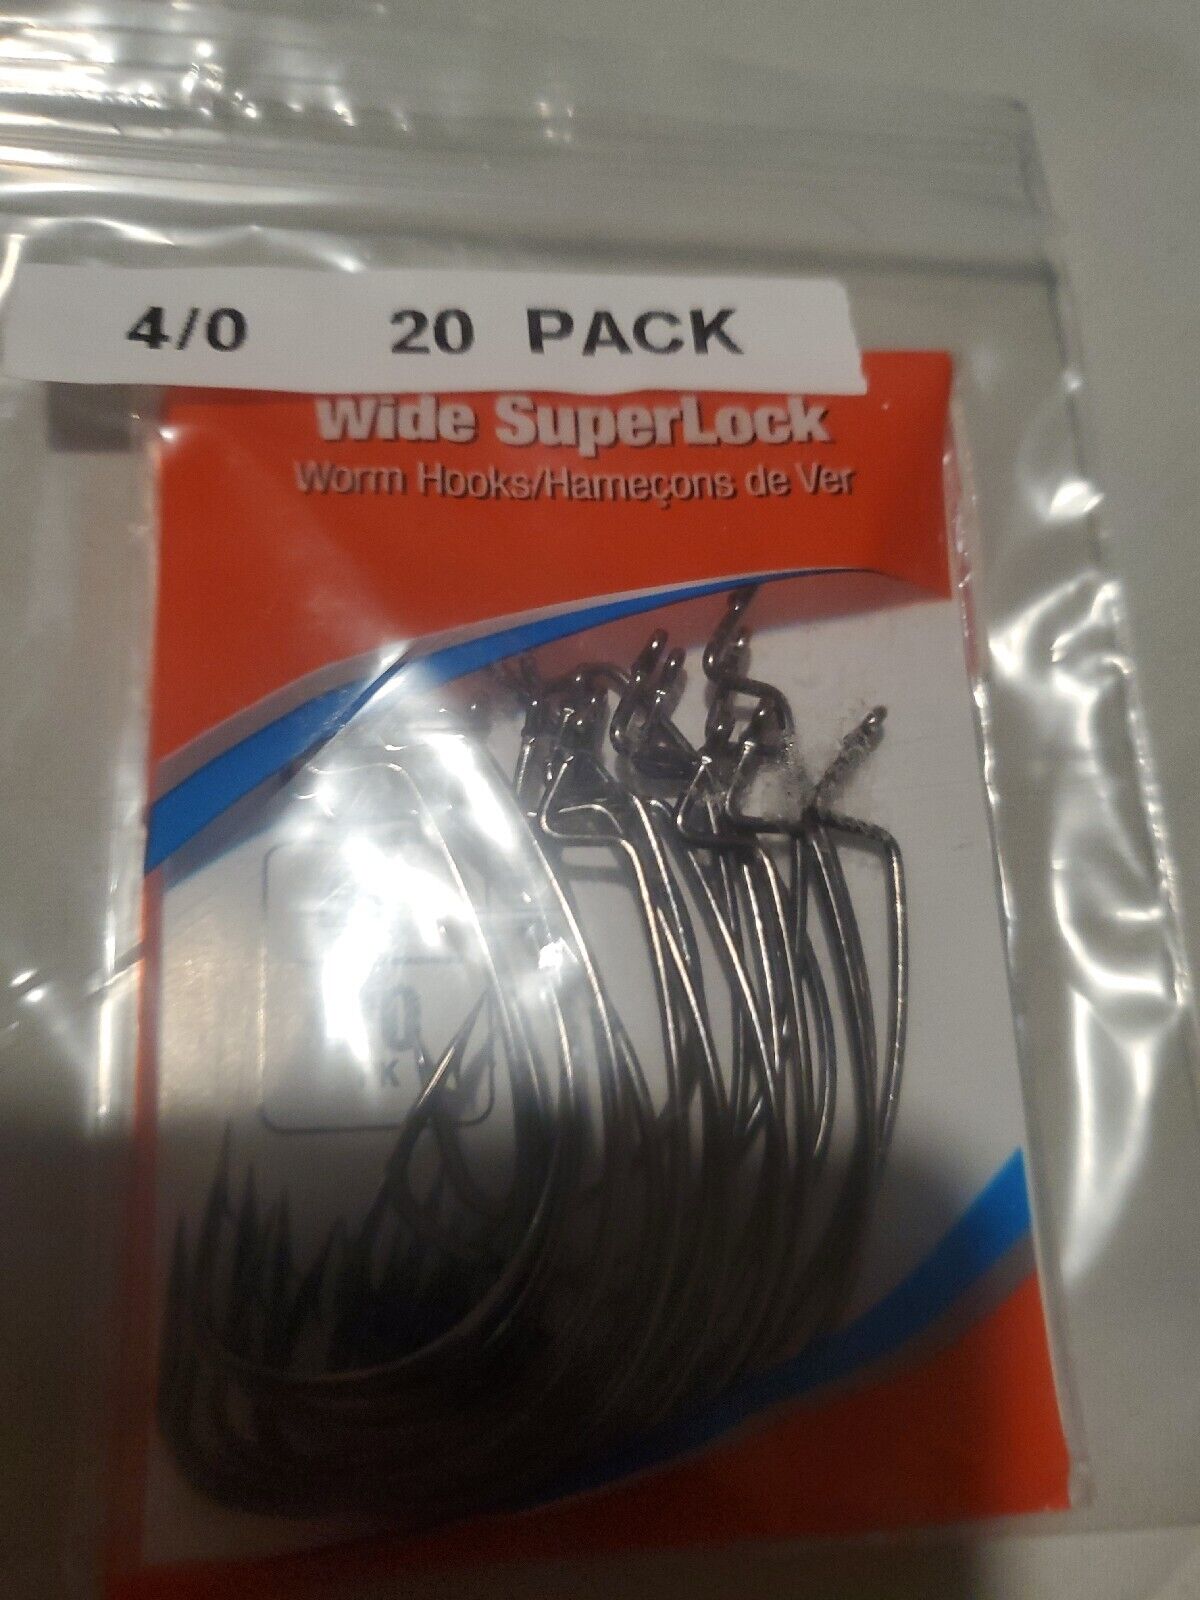 4/0 20 PACK
Wide SuperLock
Worm Hooks/Hameçons de Ver